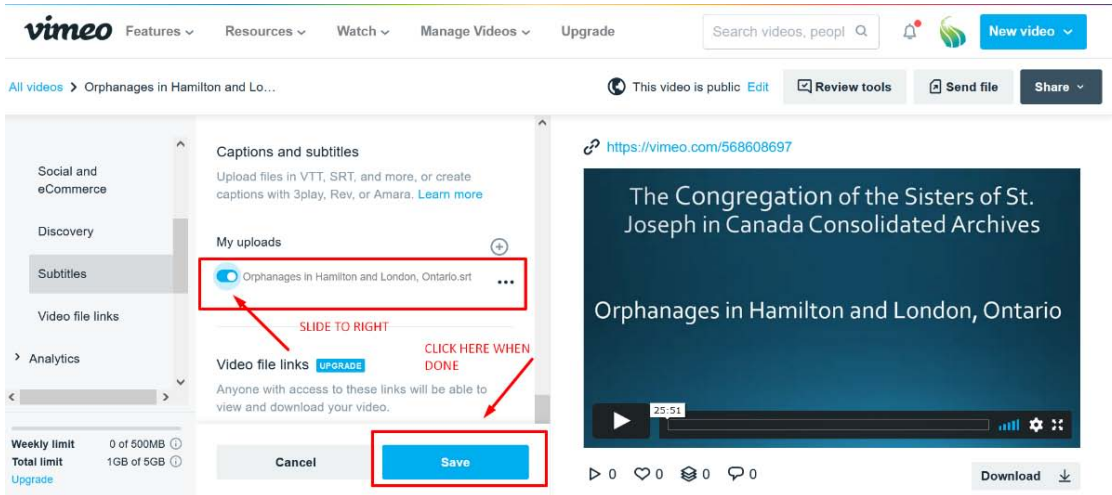 vimeo Features Resources Watch Manage Videos Upgrade Search videos, peopl New video
All videos > Orphanages in Hamilton and Lo... This video is public Edit Review tools Send file Share
Social and
eCommerce
Discovery
Subtitles
Video file links
> Analytics
Weekly limit 0 of 500MB
Total limit 1GB of 5GB
Upgrade
Captions and subtitles
Upload files in VTT, SRT, and more, or create
captions with 3play, Rev, or Amara. Learn more
My uploads
Orphanages in Hamilton and London, Ontario.srt
SLIDE TO RIGHT
CLICK HERE WHEN
DONE
Video file links UPGRADE
Anyone with access to these links will be able to
view and download your video.
Cancel Save
https://vimeo.com/568608697
The Congregation of the Sisters of St.
Joseph in Canada Consolidated Archives
Orphanages in Hamilton and London, Ontario
25:51
0 0 0 0 Download